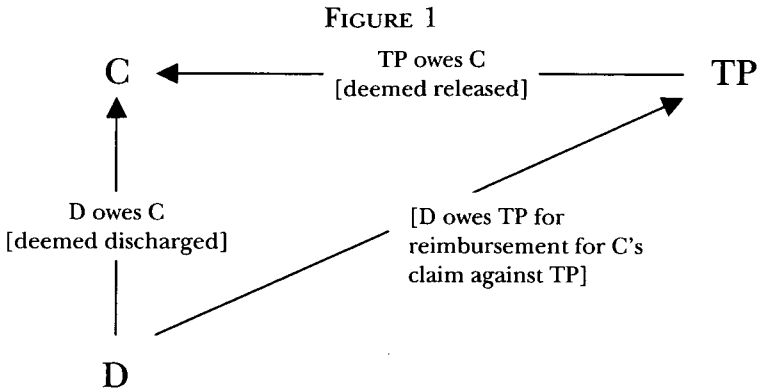 FIGURE 1
C
TP owes C
[deemed released]
TP
D owes C
[deemed discharged]
[D owes TP for
reimbursement for C's
claim against TP]
D